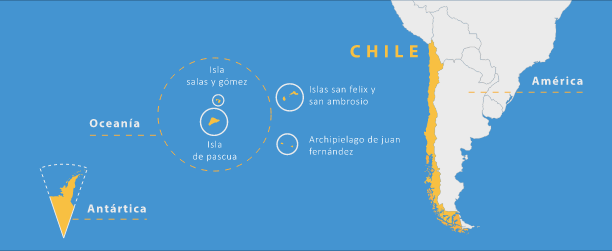 CHILE
Isla
salas y gómez
Islas san felix y
san ambrosio
América
Oceanía
Isla
de pascua
Archipielago de juan
fernández
Antártica